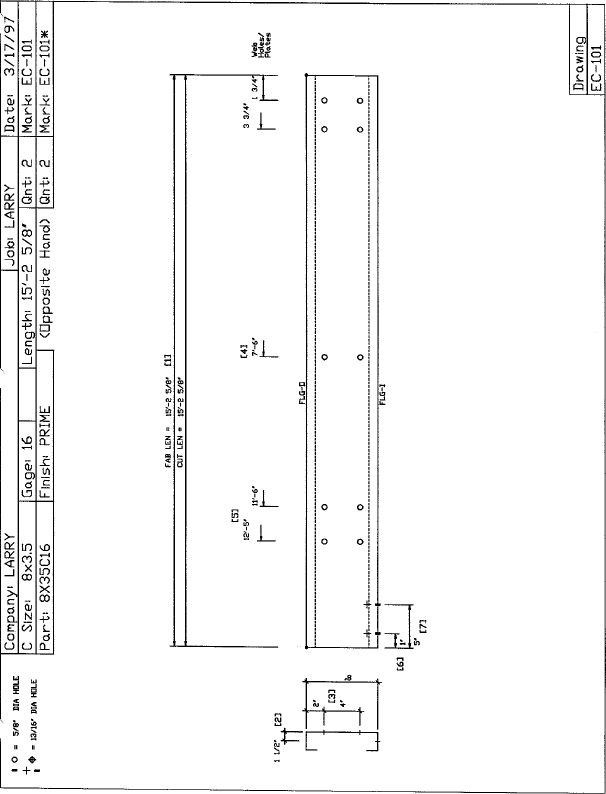 Company: LARRY
Job: LARRY
Date: 3/17/97
C Size: 8x3.5
Gage: 16
Length: 15'-2 5/8"
Qnt: 2
Mark: EC-101
Part: 8X35C16
Finish: PRIME
(Opposite Hand)
Qnt: 2
Mark: EC-101*
= 5/8" DIA HOLE
= 13/16" DIA HOLE
FAB LEN = 15'-2 5/8" [1]
CUT LEN = 15'-2 5/8"
Web
Holes/
Plates
[5]
12'-5"
11'-6"
[4]
7'-6"
3 3/4"
1 3/4"
FLG-O
FLG-I
[2]
1 1/2"
2"
[3]
4"
8"
[6]
1"
5"
[7]
Drawing
EC-101